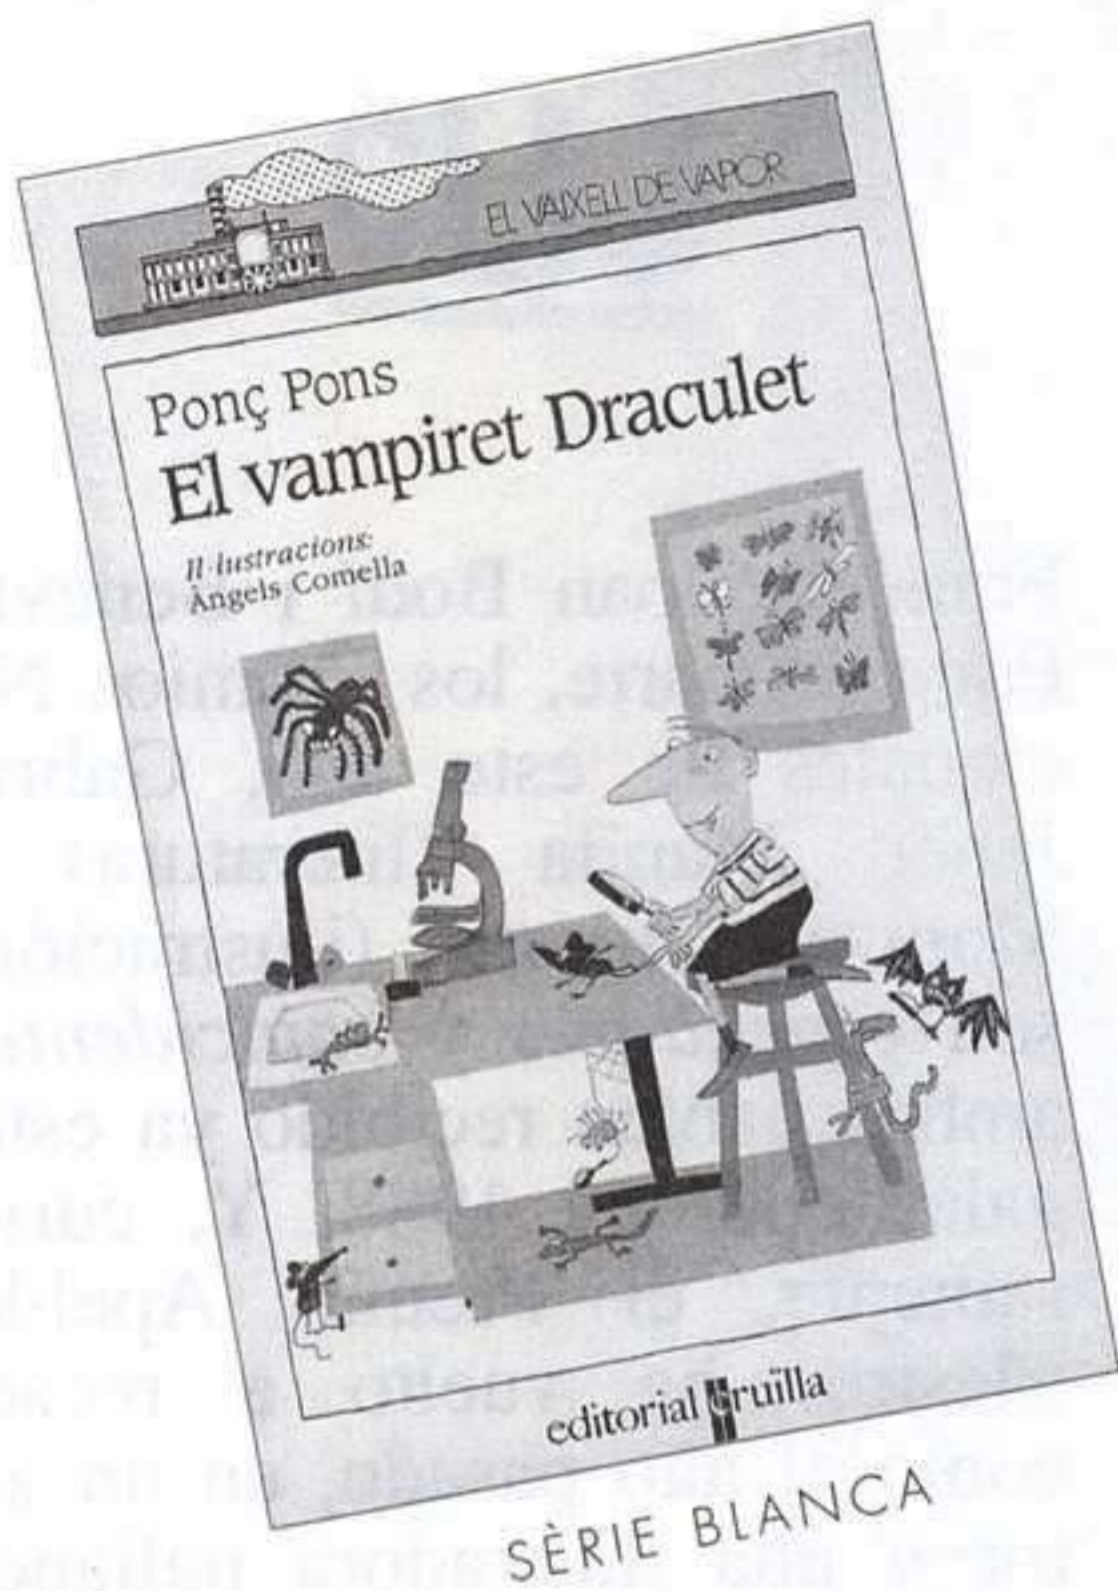 EL VAIXELL DE VAPOR
Ponç Pons
El vampiret Draculet
Il·lustracions:
Àngels Comella
editorial Cruïlla
SÈRIE BLANCA